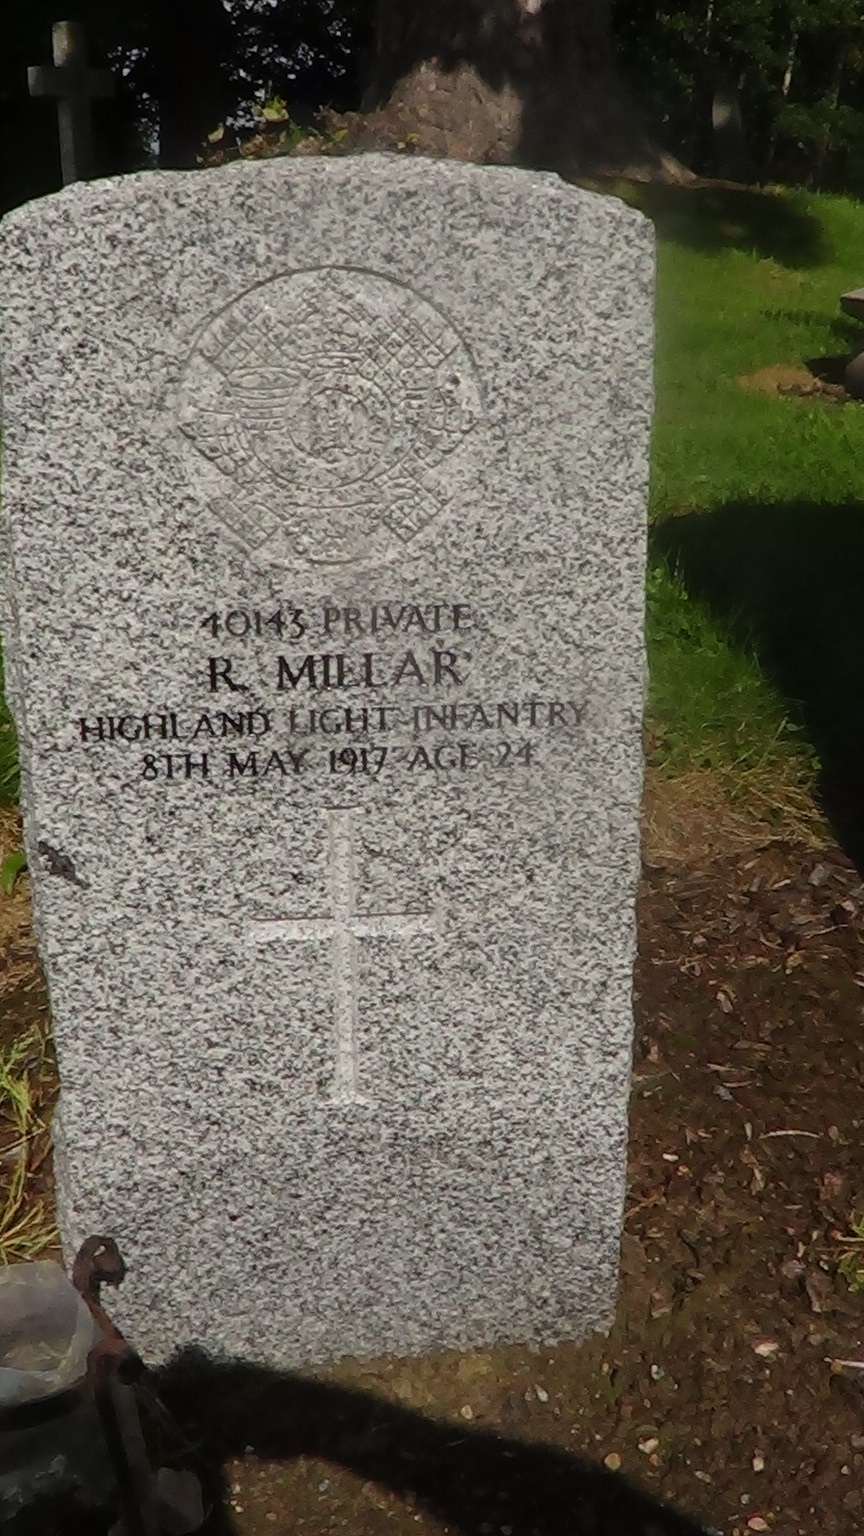 40143 PRIVATE
R. MILLAR
HIGHLAND LIGHT INFANTRY
8TH MAY 1917 AGE 24